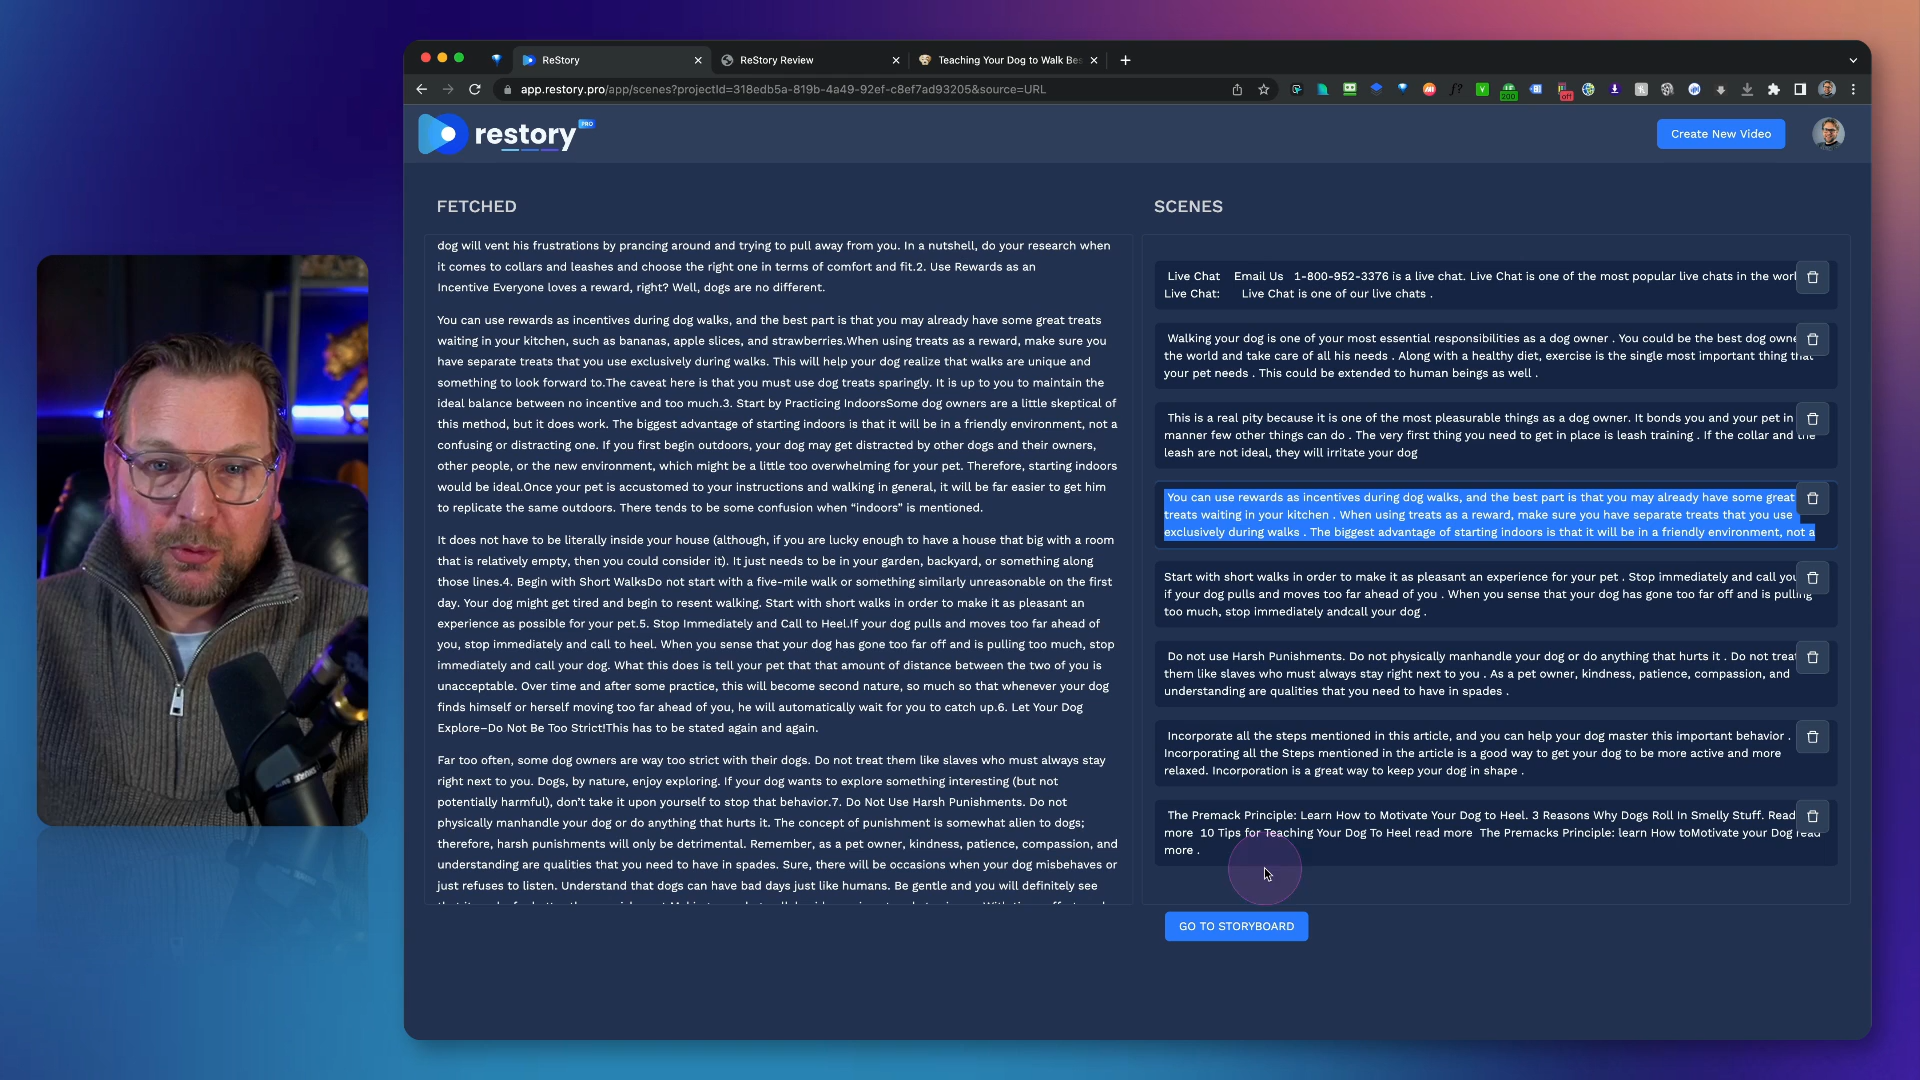 ReStory
ReStory Review
Teaching Your Dog to Walk Be
app.restory.pro/app/scenes?projectId=318edb5a-819b-4a49-92ef-c8ef7ad93205&source=URL
restory PRO
Create New Video
FETCHED
dog will vent his frustrations by prancing around and trying to pull away from you. In a nutshell, do your research when
it comes to collars and leashes and choose the right one in terms of comfort and fit.2. Use Rewards as an
Incentive Everyone loves a reward, right? Well, dogs are no different.
You can use rewards as incentives during dog walks, and the best part is that you may already have some great treats
waiting in your kitchen, such as bananas, apple slices, and strawberries.When using treats as a reward, make sure you
have separate treats that you use exclusively during walks. This will help your dog realize that walks are unique and
something to look forward to.The caveat here is that you must use dog treats sparingly. It is up to you to maintain the
ideal balance between no incentive and too much.3. Start by Practicing IndoorsSome dog owners are a little skeptical of
this method, but it does work. The biggest advantage of starting indoors is that it will be in a friendly environment, not a
confusing or distracting one. If you first begin outdoors, your dog may get distracted by other dogs and their owners,
other people, or the new environment, which might be a little too overwhelming for your pet. Therefore, starting indoors
would be ideal.Once your pet is accustomed to your instructions and walking in general, it will be far easier to get him
to replicate the same outdoors. There tends to be some confusion when “indoors” is mentioned.
It does not have to be literally inside your house (although, if you are lucky enough to have a house that big with a room
that is relatively empty, then you could consider it). It just needs to be in your garden, backyard, or something along
those lines.4. Begin with Short WalksDo not start with a five-mile walk or something similarly unreasonable on the first
day. Your dog might get tired and begin to resent walking. Start with short walks in order to make it as pleasant an
experience as possible for your pet.5. Stop Immediately and Call to Heel.If your dog pulls and moves too far ahead of
you, stop immediately and call to heel. When you sense that your dog has gone too far off and is pulling too much, stop
immediately and call your dog. What this does is tell your pet that that amount of distance between the two of you is
unacceptable. Over time and after some practice, this will become second nature, so much so that whenever your dog
finds himself or herself moving too far ahead of you, he will automatically wait for you to catch up.6. Let Your Dog
Explore–Do Not Be Too Strict!This has to be stated again and again.
Far too often, some dog owners are way too strict with their dogs. Do not treat them like slaves who must always stay
right next to you. Dogs, by nature, enjoy exploring. If your dog wants to explore something interesting (but not
potentially harmful), don’t take it upon yourself to stop that behavior.7. Do Not Use Harsh Punishments. Do not
physically manhandle your dog or do anything that hurts it. The concept of punishment is somewhat alien to dogs;
therefore, harsh punishments will only be detrimental. Remember, as a pet owner, kindness, patience, compassion, and
understanding are qualities that you need to have in spades. Sure, there will be occasions when your dog misbehaves or
just refuses to listen. Understand that dogs can have bad days just like humans. Be gentle and you will definitely see
SCENES
Live Chat Email Us 1-800-952-3376 is a live chat. Live Chat is one of the most popular live chats in the worl
Live Chat: Live Chat is one of our live chats .
Walking your dog is one of your most essential responsibilities as a dog owner . You could be the best dog owne
the world and take care of all his needs . Along with a healthy diet, exercise is the single most important thing that
your pet needs . This could be extended to human beings as well .
This is a real pity because it is one of the most pleasurable things as a dog owner. It bonds you and your pet in
manner few other things can do . The very first thing you need to get in place is leash training . If the collar and the
leash are not ideal, they will irritate your dog
You can use rewards as incentives during dog walks, and the best part is that you may already have some great
treats waiting in your kitchen . When using treats as a reward, make sure you have separate treats that you use
exclusively during walks . The biggest advantage of starting indoors is that it will be in a friendly environment, not a
Start with short walks in order to make it as pleasant an experience for your pet . Stop immediately and call you
if your dog pulls and moves too far ahead of you . When you sense that your dog has gone too far off and is pulling
too much, stop immediately andcall your dog .
Do not use Harsh Punishments. Do not physically manhandle your dog or do anything that hurts it . Do not treat
them like slaves who must always stay right next to you . As a pet owner, kindness, patience, compassion, and
understanding are qualities that you need to have in spades .
Incorporate all the steps mentioned in this article, and you can help your dog master this important behavior .
Incorporating all the Steps mentioned in the article is a good way to get your dog to be more active and more
relaxed. Incorporation is a great way to keep your dog in shape .
The Premack Principle: Learn How to Motivate Your Dog to Heel. 3 Reasons Why Dogs Roll In Smelly Stuff. Read
more 10 Tips for Teaching Your Dog To Heel read more The Premacks Principle: learn How toMotivate your Dog read
more .
GO TO STORYBOARD